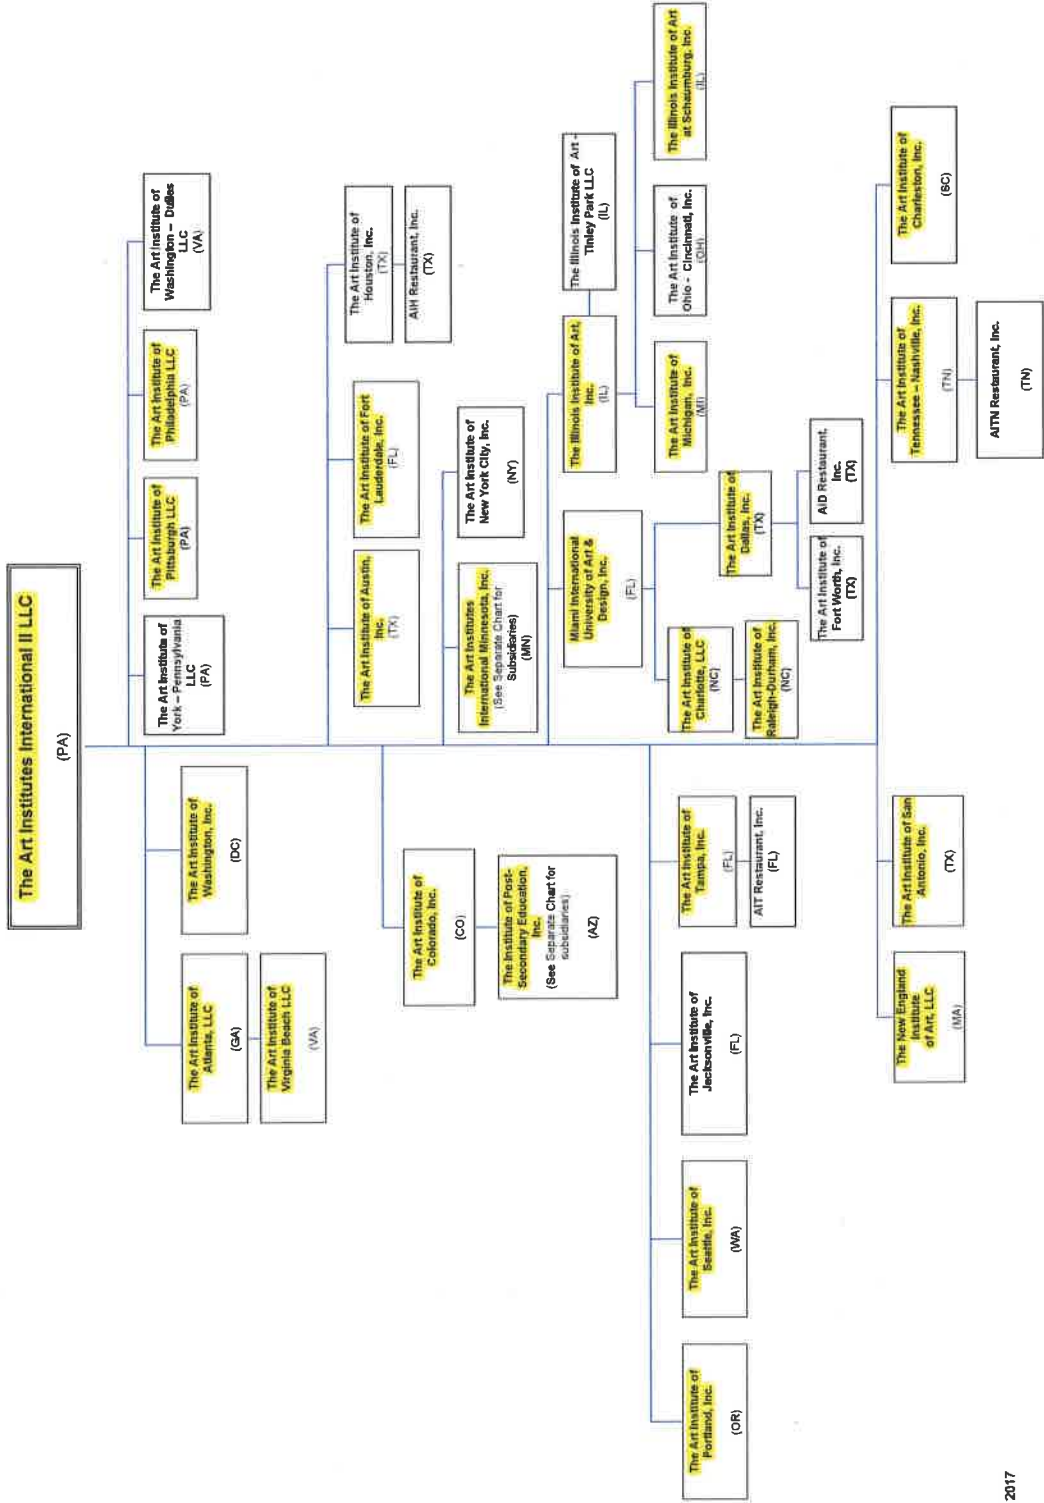 The Art Institutes International II LLC
(PA)
The Art Institute of
Atlanta, LLC
(GA)
The Art Institute of
Virginia Beach LLC
(VA)
The Art Institute of
Washington, Inc.
(DC)
The Art Institute of
York – Pennsylvania
LLC
(PA)
The Art Institute of
Pittsburgh LLC
(PA)
The Art Institute of
Philadelphia LLC
(PA)
The Art Institute of
Washington – Dulles
LLC
(VA)
The Art Institute of Austin,
Inc.
(TX)
The Art Institute of Fort
Lauderdale, Inc.
(FL)
The Art Institute of
Houston, Inc.
(TX)
AIH Restaurant, Inc.
(TX)
The Art Institute of
Colorado, Inc.
(CO)
The Institute of Post-
Secondary Education,
Inc.
(See Separate Chart for
subsidiaries)
(AZ)
The Art Institutes
International Minnesota, Inc.
(See Separate Chart for
Subsidiaries)
(MN)
The Art Institute of
New York City, Inc.
(NY)
Miami International
University of Art &
Design, Inc.
(FL)
The Art Institute of
Charlotte, LLC
(NC)
The Art Institute of
Raleigh-Durham, Inc.
(NC)
The Art Institute of
Dallas, Inc.
(TX)
The Art Institute of
Fort Worth, Inc.
(TX)
AID Restaurant,
Inc.
(TX)
The Illinois Institute of Art,
Inc.
(IL)
The Illinois Institute of Art -
Tinley Park LLC
(IL)
The Art Institute of
Michigan, Inc.
(MI)
The Art Institute of
Ohio - Cincinnati, Inc.
(OH)
The Illinois Institute of Art
at Schaumburg, Inc.
(IL)
The Art Institute of
Portland, Inc.
(OR)
The Art Institute of
Seattle, Inc.
(WA)
The Art Institute of
Jacksonville, Inc.
(FL)
The Art Institute of
Tampa, Inc.
(FL)
AIT Restaurant, Inc.
(FL)
The New England
Institute
of Art, LLC
(MA)
The Art Institute of San
Antonio, Inc.
(TX)
The Art Institute of
Tennessee – Nashville, Inc.
(TN)
AITN Restaurant, Inc.
(TN)
The Art Institute of
Charleston, Inc.
(SC)
2017